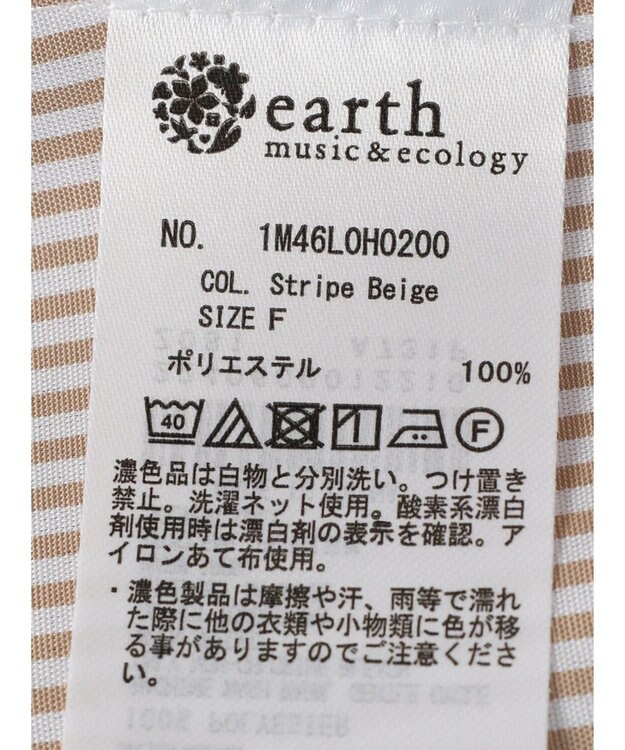 earth
music&ecology
NO. 1M46L0H0200
COL. Stripe Beige
SIZE F
ポリエステル 100%
40 F
濃色品は白物と分別洗い。つけ置き
禁止。洗濯ネット使用。酸素系漂白
剤使用時は漂白剤の表示を確認。ア
イロンあて布使用。
・濃色製品は摩擦や汗、雨等で濡れ
た際に他の衣類や小物類に色が移
る事がありますのでご注意くださ
い。